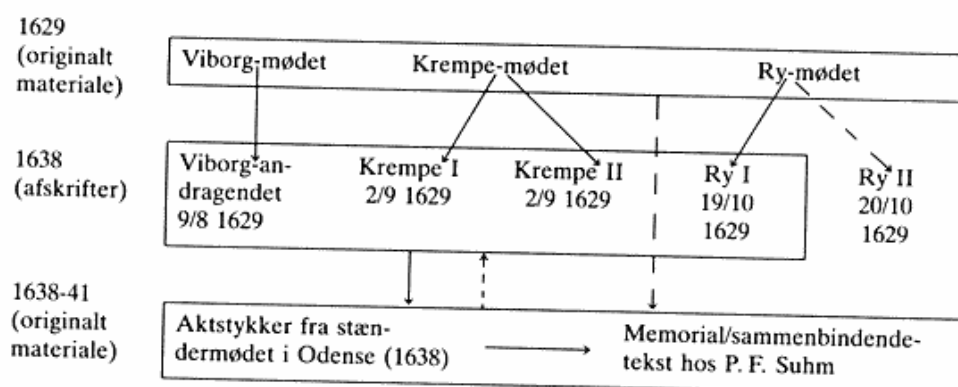 1629
(originalt
materiale)
Viborg-mødet
Krempe-mødet
Ry-mødet
1638
(afskrifter)
Viborg-an-
dragendet
9/8 1629
Krempe I
2/9 1629
Krempe II
2/9 1629
Ry I
19/10
1629
Ry II
20/10
1629
1638-41
(originalt
materiale)
Aktstykker fra stæn-
dermødet i Odense (1638)
Memorial/sammenbindende-
tekst hos P. F. Suhm